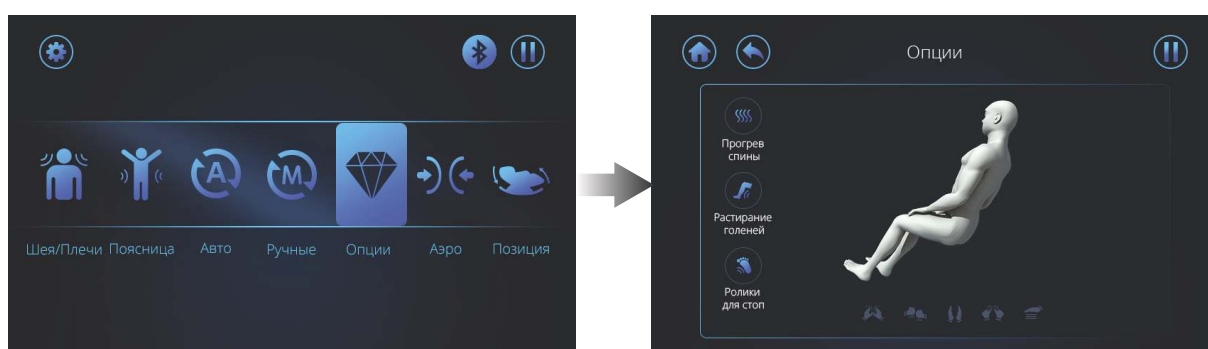 A
M
Шея/Плечи Поясница Авто Ручные Опции Аэро Позиция
Опции
Прогрев
спины
Растирание
голеней
Ролики
для стоп